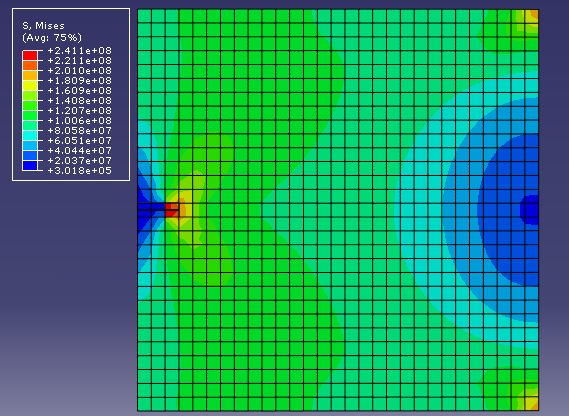 S, Mises
(Avg: 75%)
+2.411e+08
+2.211e+08
+2.010e+08
+1.809e+08
+1.609e+08
+1.408e+08
+1.207e+08
+1.006e+08
+8.058e+07
+6.051e+07
+4.044e+07
+2.037e+07
+3.018e+05